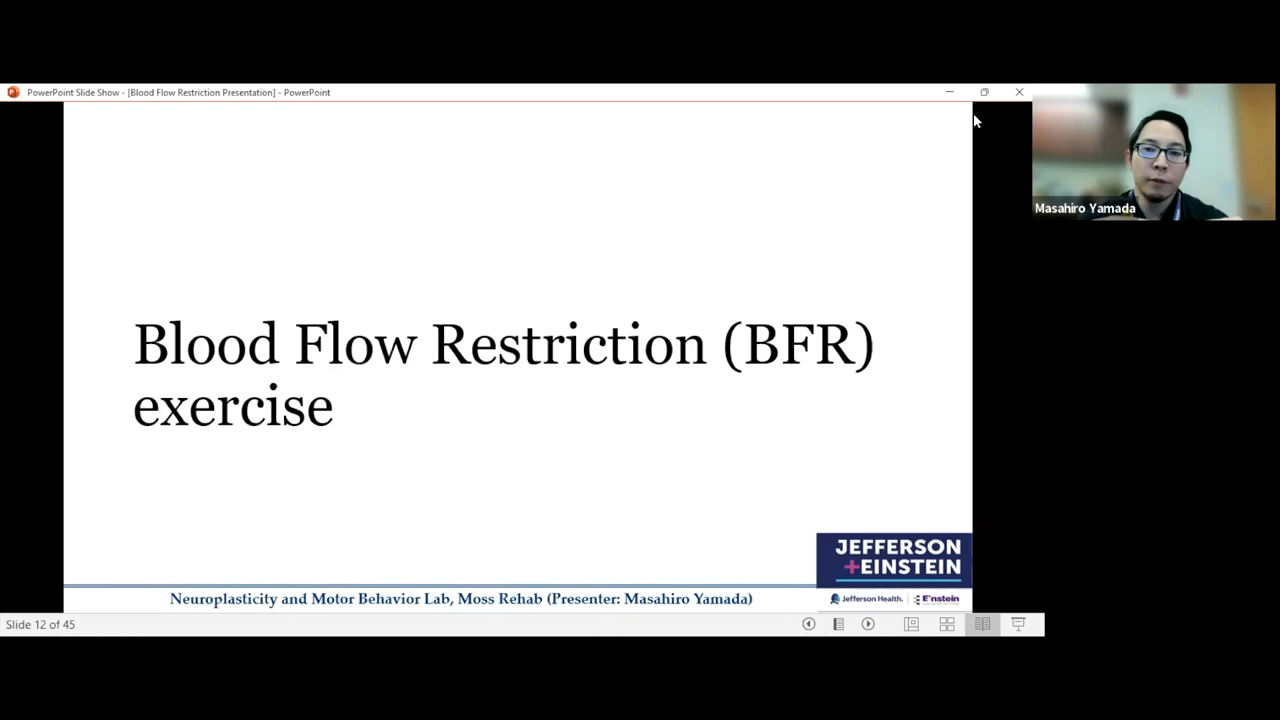 PowerPoint Slide Show - [Blood Flow Restriction Presentation] - PowerPoint
Masahiro Yamada
Blood Flow Restriction (BFR)
exercise
JEFFERSON
+EINSTEIN
Neuroplasticity and Motor Behavior Lab, Moss Rehab (Presenter: Masahiro Yamada)
Jefferson Health.
Slide 12 of 45